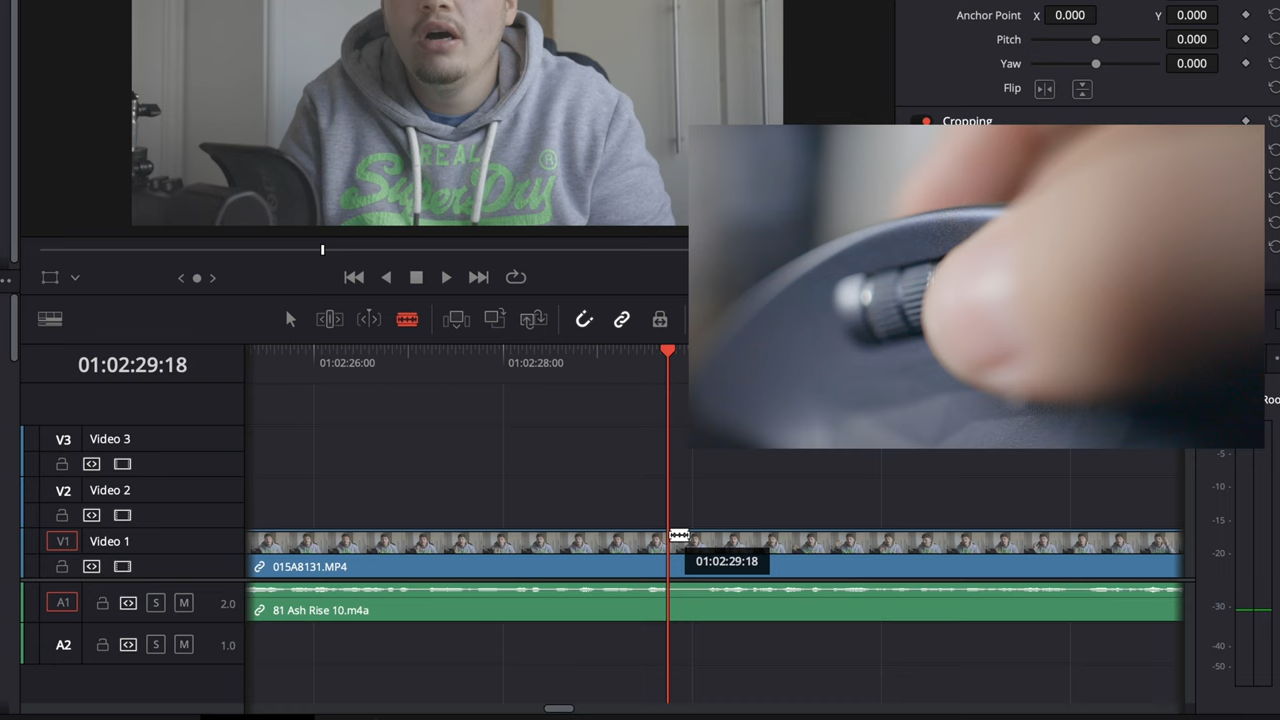 Anchor Point X 0.000 Y 0.000
Pitch 0.000
Yaw 0.000
Flip
Cropping
REAL
SuperDry
®
01:02:29:18
01:02:26:00
01:02:28:00
V3 Video 3
V2 Video 2
V1 Video 1
015A8131.MP4
01:02:29:18
A1 S M 2.0
81 Ash Rise 10.m4a
A2 S M 1.0
Roo
-5
-10
-15
-20
-30
-40
-50